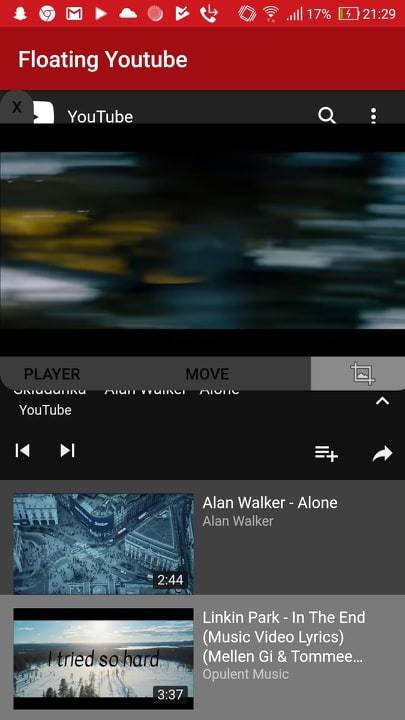 17% 21:29
Floating Youtube
X
YouTube
PLAYER MOVE
Składanka - Alan Walker - Alone
YouTube
Alan Walker - Alone
Alan Walker
2:44
Linkin Park - In The End
(Music Video Lyrics)
(Mellen Gi & Tommee...
Opulent Music
I tried so hard
3:37